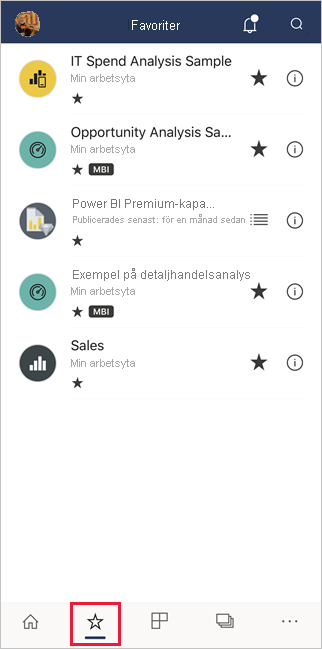 Favoriter
IT Spend Analysis Sample
Min arbetsyta
Opportunity Analysis Sa...
Min arbetsyta
MBI
Power BI Premium-kapa...
Publicerades senast: för en månad sedan
Exempel på detaljhandelsanalys
Min arbetsyta
MBI
Sales
Min arbetsyta